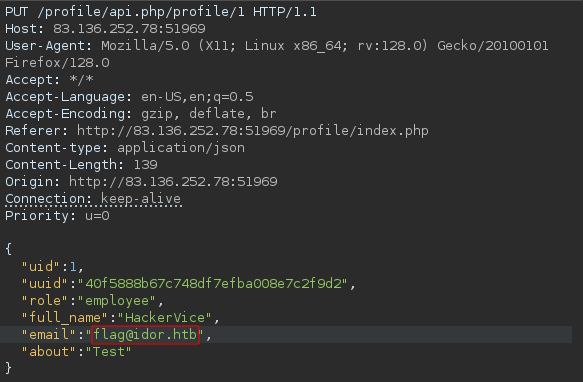 PUT /profile/api.php/profile/1 HTTP/1.1
Host: 83.136.252.78:51969
User-Agent: Mozilla/5.0 (X11; Linux x86_64; rv:128.0) Gecko/20100101
Firefox/128.0
Accept: */*
Accept-Language: en-US,en;q=0.5
Accept-Encoding: gzip, deflate, br
Referer: http://83.136.252.78:51969/profile/index.php
Content-type: application/json
Content-Length: 139
Origin: http://83.136.252.78:51969
Connection: keep-alive
Priority: u=0

{
  "uid":1,
  "uuid":"40f5888b67c748df7efba008e7c2f9d2",
  "role":"employee",
  "full_name":"HackerVice",
  "email":"flag@idor.htb",
  "about":"Test"
}